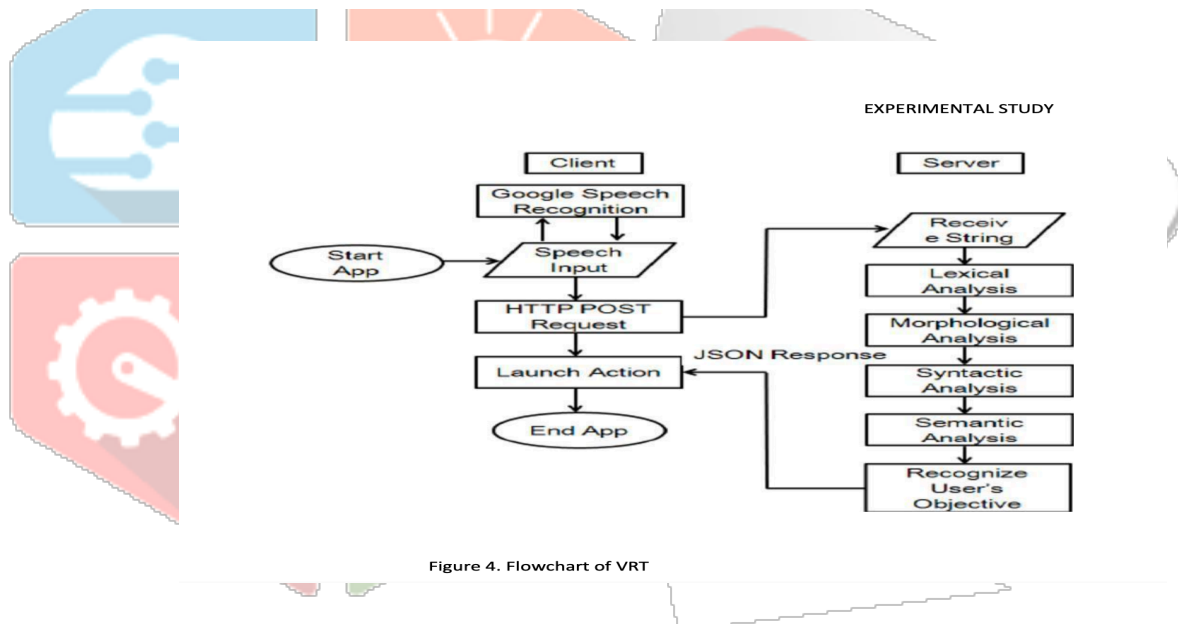 EXPERIMENTAL STUDY
Client
Server
Google Speech
Recognition
Receiv
e String
Start
App
Speech
Input
Lexical
Analysis
HTTP POST
Request
Morphological
Analysis
JSON Response
Launch Action
Syntactic
Analysis
End App
Semantic
Analysis
Recognize
User's
Objective
Figure 4. Flowchart of VRT